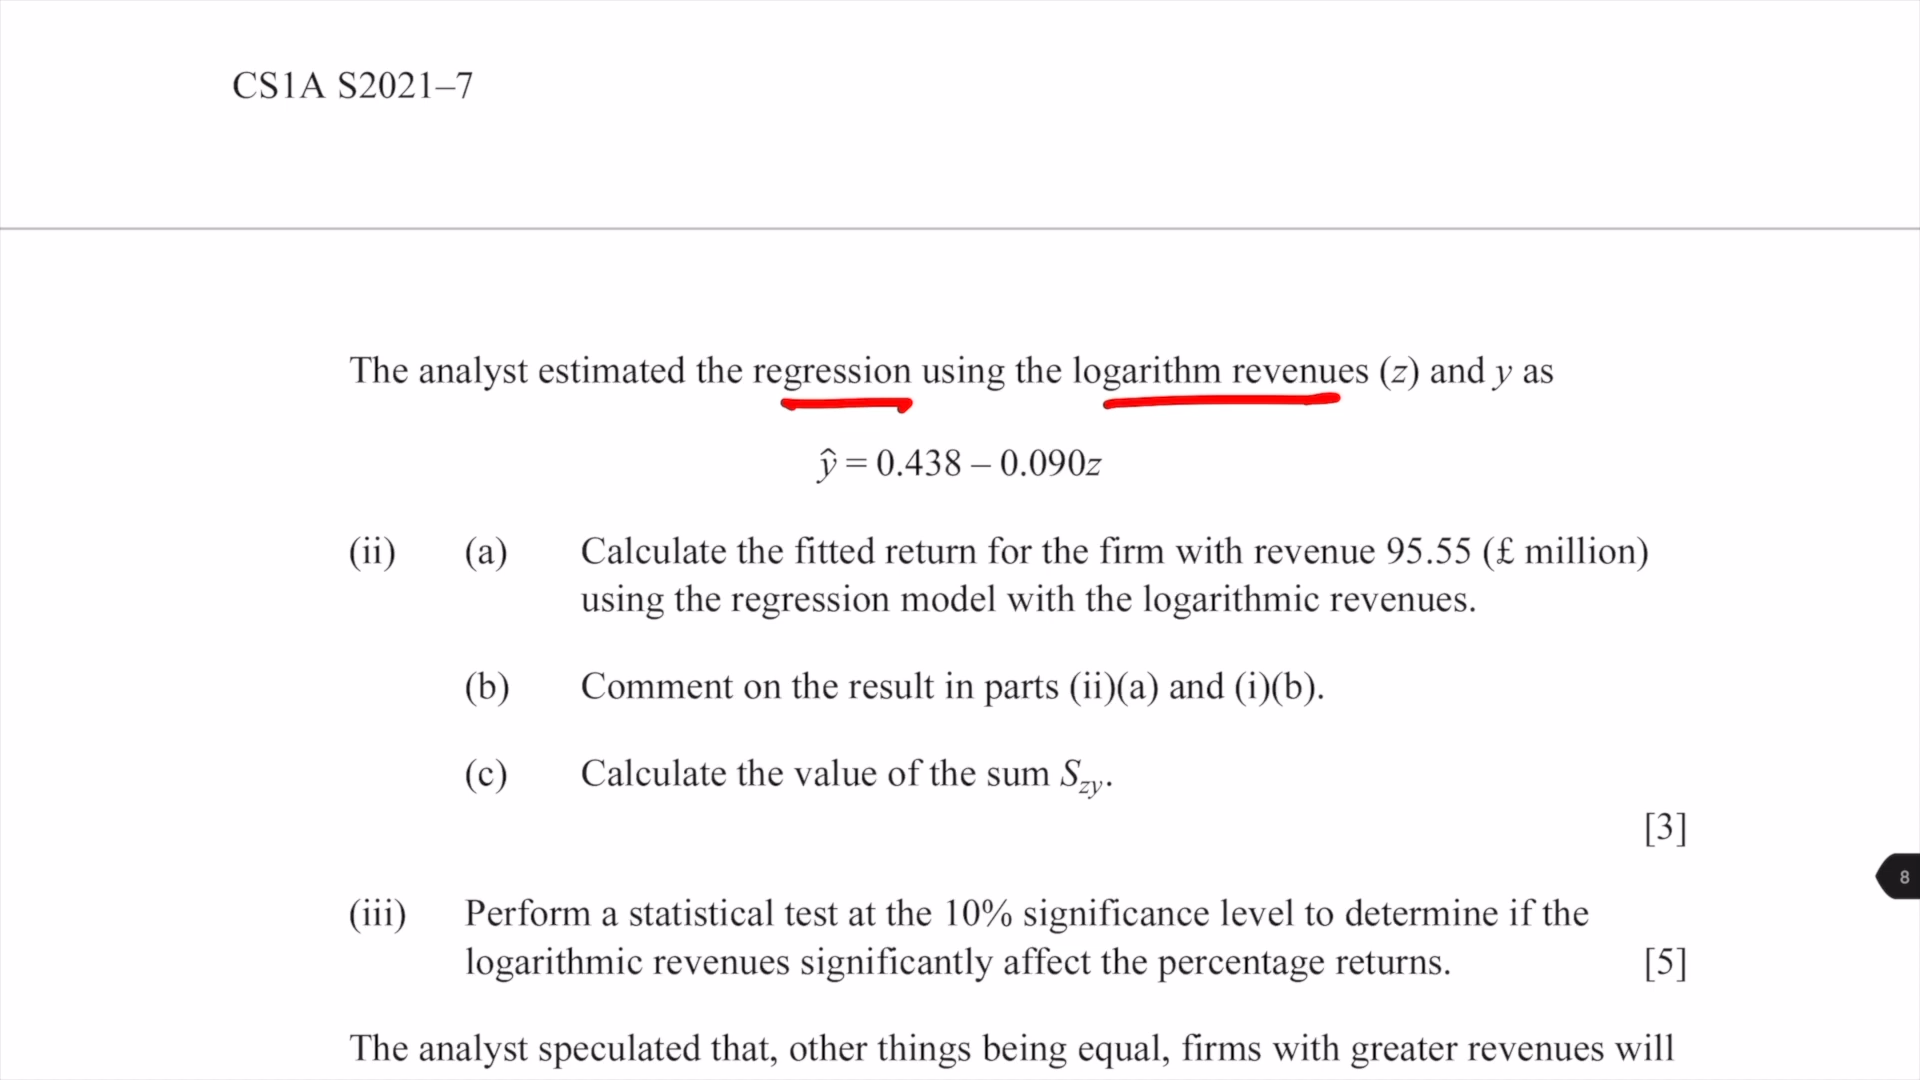 CS1A S2021–7
The analyst estimated the regression using the logarithm revenues (z) and y as
ŷ = 0.438 – 0.090z
(ii) (a) Calculate the fitted return for the firm with revenue 95.55 (£ million)
using the regression model with the logarithmic revenues.
(b) Comment on the result in parts (ii)(a) and (i)(b).
(c) Calculate the value of the sum Szy.
[3]
8
(iii) Perform a statistical test at the 10% significance level to determine if the
logarithmic revenues significantly affect the percentage returns. [5]
The analyst speculated that, other things being equal, firms with greater revenues will